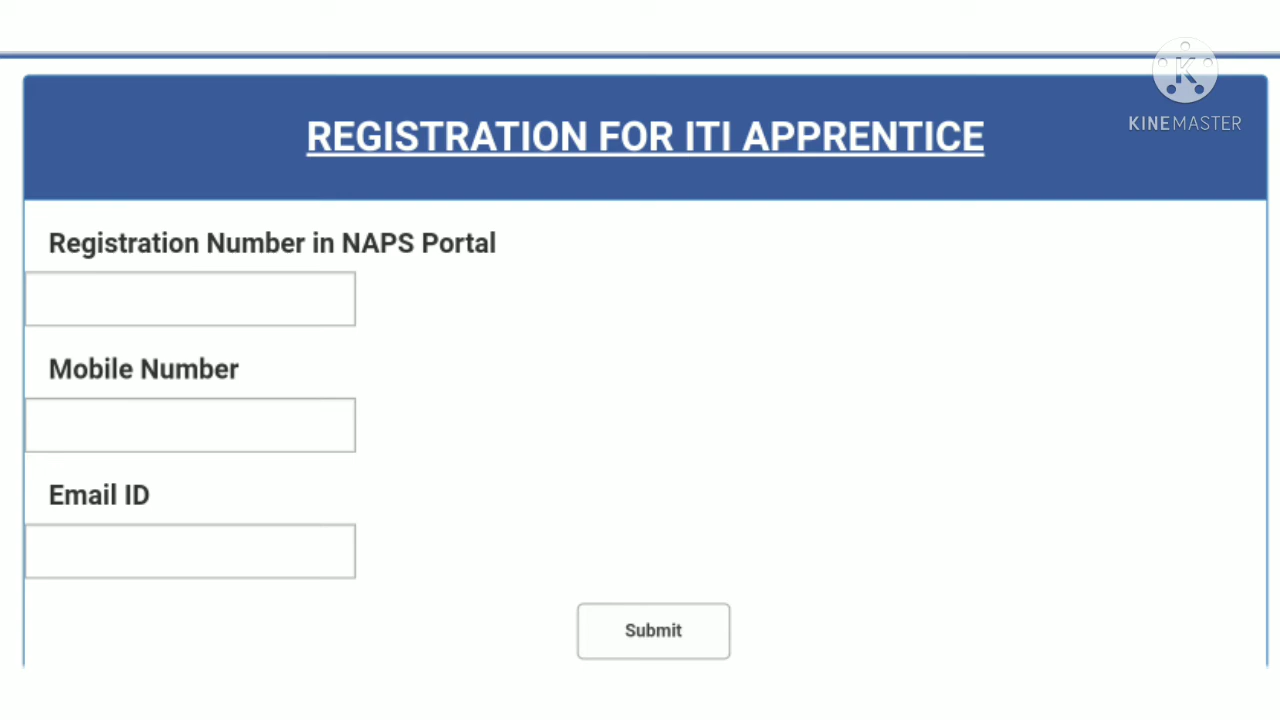 REGISTRATION FOR ITI APPRENTICE
K
KINEMASTER
Registration Number in NAPS Portal
Mobile Number
Email ID
Submit